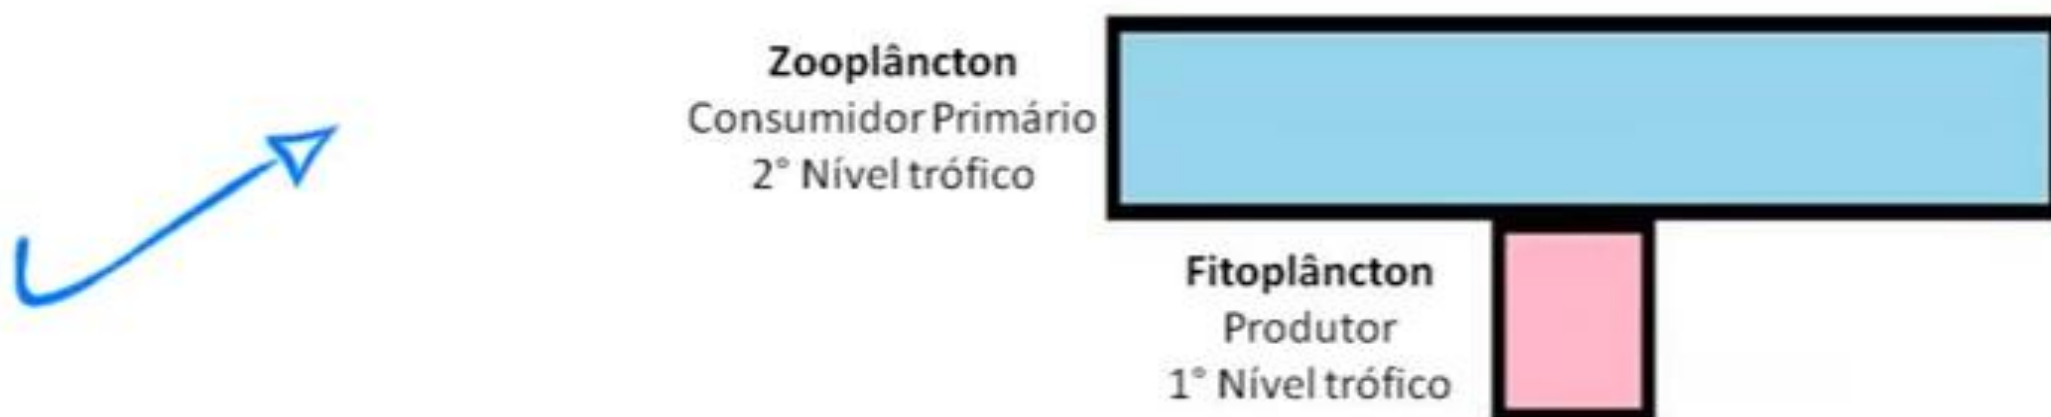 Zooplâncton
Consumidor Primário
2° Nível trófico
Fitoplâncton
Produtor
1° Nível trófico